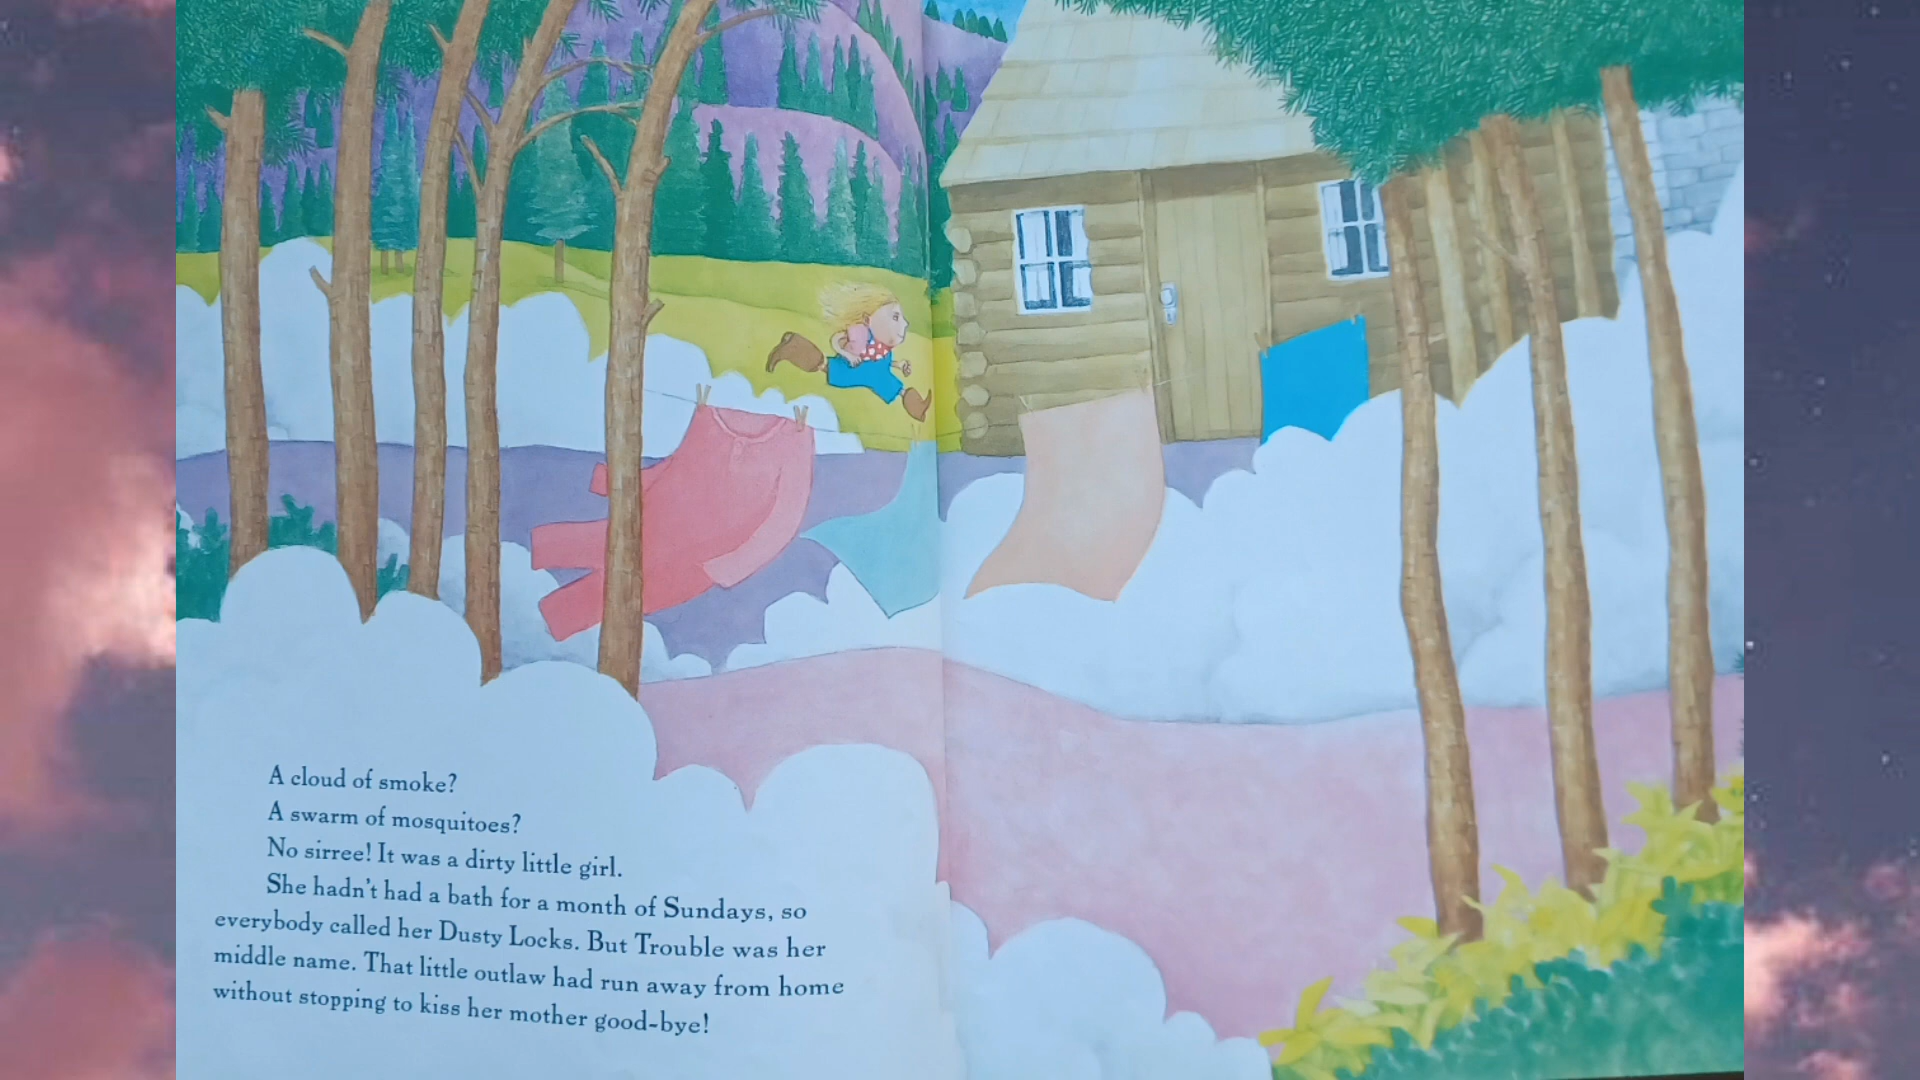 A cloud of smoke?
A swarm of mosquitoes?
No sirree! It was a dirty little girl.
She hadn't had a bath for a month of Sundays, so
everybody called her Dusty Locks. But Trouble was her
middle name. That little outlaw had run away from home
without stopping to kiss her mother good-bye!